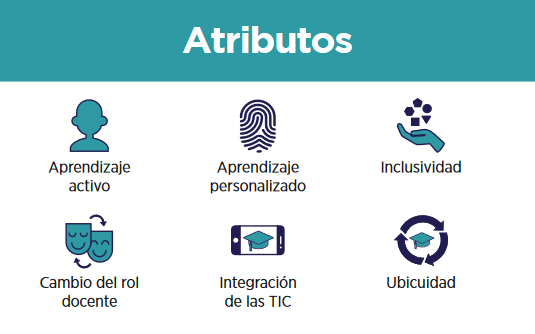 Atributos
Aprendizaje
activo
Aprendizaje
personalizado
Inclusividad
Cambio del rol
docente
Integración
de las TIC
Ubicuidad